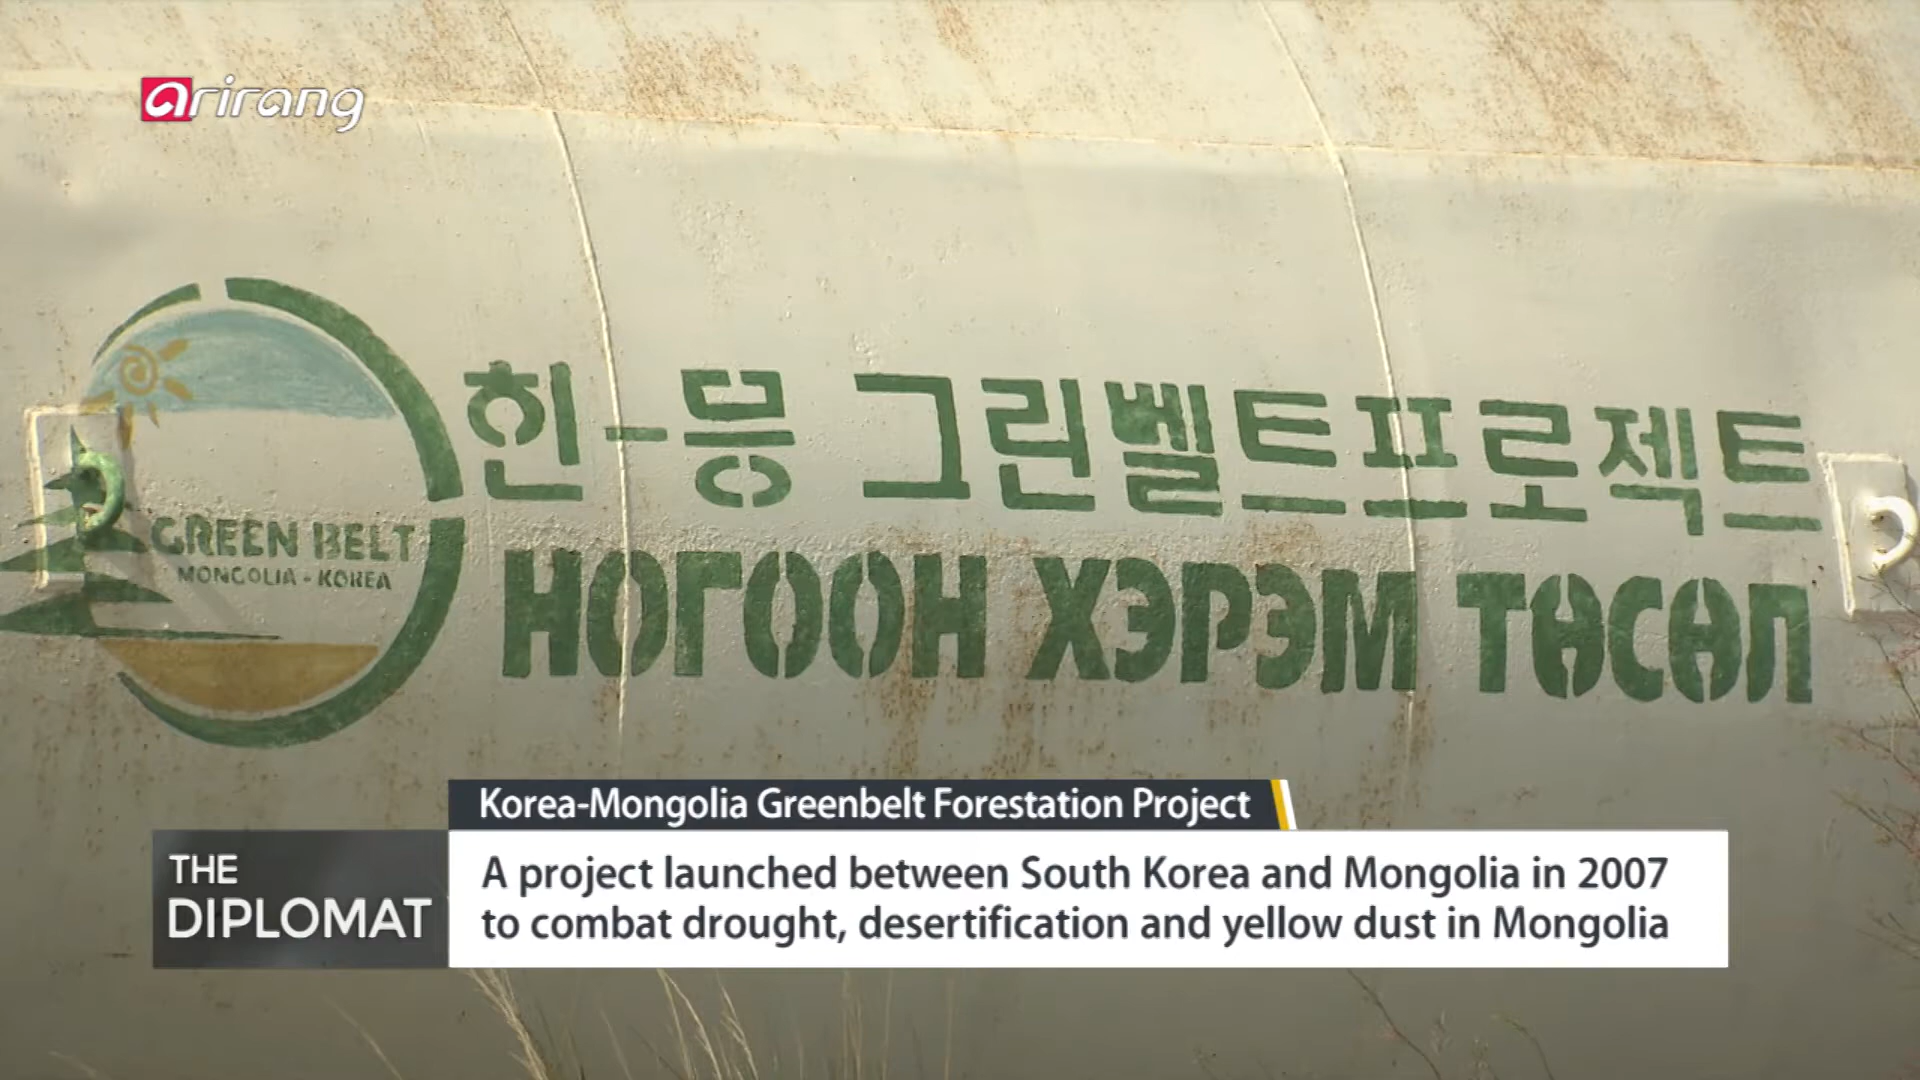 arirang
한-몽 그린벨트프로젝트
GREEN BELT
MONGOLIA - KOREA
НОГООН ХЭРЭМ ТӨСӨЛ
Korea-Mongolia Greenbelt Forestation Project
THE
DIPLOMAT
A project launched between South Korea and Mongolia in 2007
to combat drought, desertification and yellow dust in Mongolia